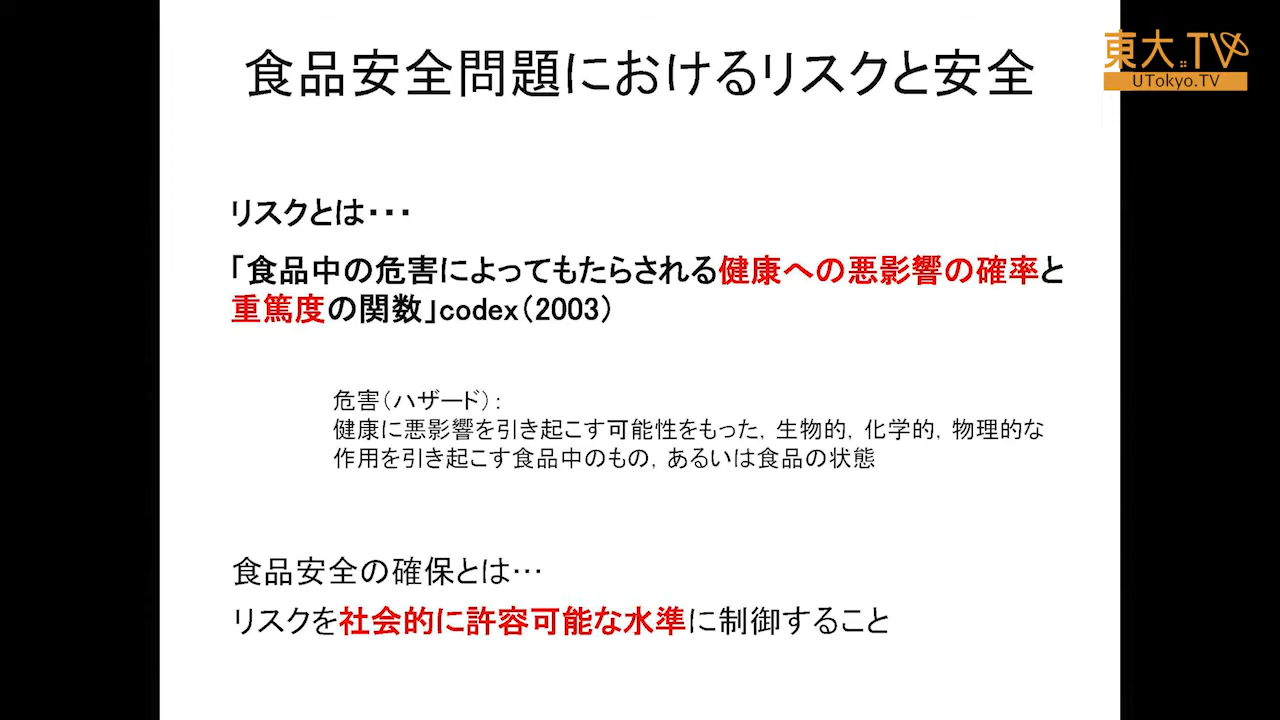 食品安全問題におけるリスクと安全
東大.TV
UTokyo.TV
リスクとは・・・
「食品中の危害によってもたらされる健康への悪影響の確率と
重篤度の関数」codex（2003）
危害（ハザード）：
健康に悪影響を引き起こす可能性をもった，生物的，化学的，物理的な
作用を引き起こす食品中のもの，あるいは食品の状態
食品安全の確保とは…
リスクを社会的に許容可能な水準に制御すること